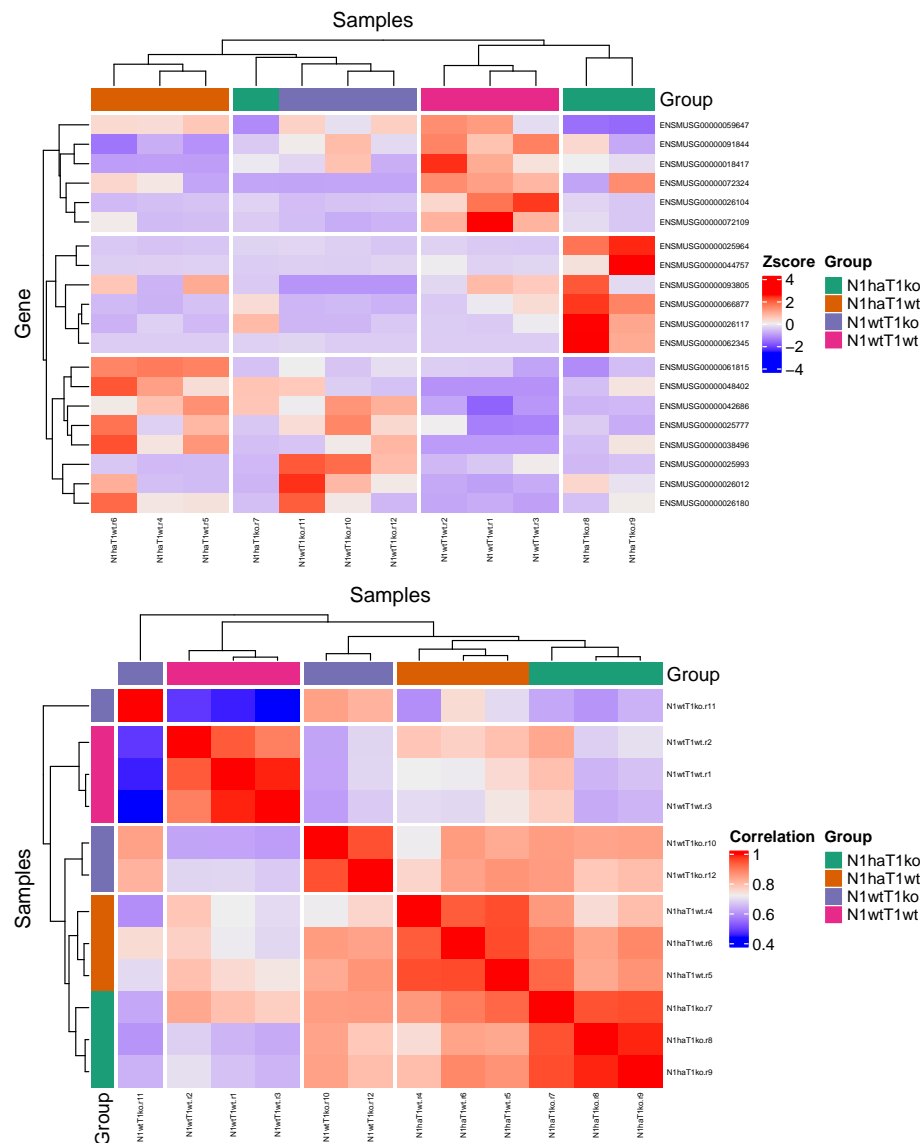 Samples
Group
ENSMUSG00000059647
ENSMUSG00000091844
ENSMUSG00000018417
ENSMUSG00000072324
ENSMUSG00000026104
ENSMUSG00000072109
ENSMUSG00000025964
ENSMUSG00000044757
ENSMUSG00000093805
ENSMUSG00000066877
ENSMUSG00000026117
ENSMUSG00000062345
ENSMUSG00000061815
ENSMUSG00000048402
ENSMUSG00000042686
ENSMUSG00000025777
ENSMUSG00000038496
ENSMUSG00000025993
ENSMUSG00000026012
ENSMUSG00000026180
Gene
N1haT1wt.r6
N1haT1wt.r4
N1haT1wt.r5
N1haT1ko.r7
N1wtT1ko.r11
N1wtT1ko.r10
N1wtT1ko.r12
N1wtT1wt.r2
N1wtT1wt.r1
N1wtT1wt.r3
N1haT1ko.r8
N1haT1ko.r9
Zscore
4
2
0
−2
−4
Group
N1haT1ko
N1haT1wt
N1wtT1ko
N1wtT1wt
Samples
Group
N1wtT1ko.r11
N1wtT1wt.r2
N1wtT1wt.r1
N1wtT1wt.r3
N1wtT1ko.r10
N1wtT1ko.r12
N1haT1wt.r4
N1haT1wt.r6
N1haT1wt.r5
N1haT1ko.r7
N1haT1ko.r8
N1haT1ko.r9
Samples
Group
N1wtT1ko.r11
N1wtT1wt.r2
N1wtT1wt.r1
N1wtT1wt.r3
N1wtT1ko.r10
N1wtT1ko.r12
N1haT1wt.r4
N1haT1wt.r6
N1haT1wt.r5
N1haT1ko.r7
N1haT1ko.r8
N1haT1ko.r9
Correlation
1
0.8
0.6
0.4
Group
N1haT1ko
N1haT1wt
N1wtT1ko
N1wtT1wt